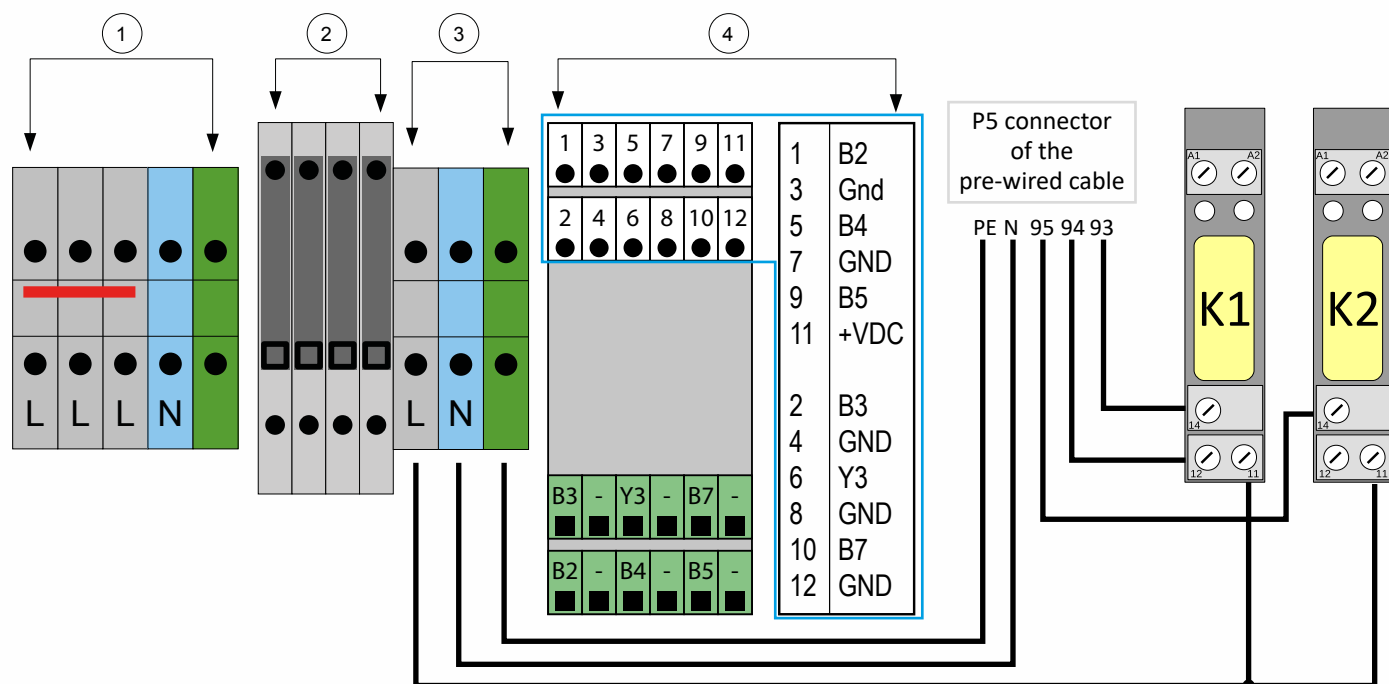 1
2
3
4
L L L N
L N
1 3 5 7 9 11
2 4 6 8 10 12
B3 - Y3 - B7 -
B2 - B4 - B5 -
1 B2
3 Gnd
5 B4
7 GND
9 B5
11 +VDC
2 B3
4 GND
6 Y3
8 GND
10 B7
12 GND
P5 connector
of the
pre-wired cable
PE N 95 94 93
A1 A2
K1
14
12 11
A1 A2
K2
14
12 11